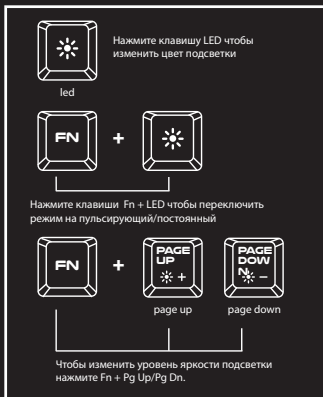 Нажмите клавишу LED чтобы
изменить цвет подсветки
led
FN + 
Нажмите клавиши Fn + LED чтобы переключить
режим на пульсирующий/постоянный
FN + PAGE UP + PAGE DOWN –
page up page down
Чтобы изменить уровень яркости подсветки
нажмите Fn + Pg Up/Pg Dn.